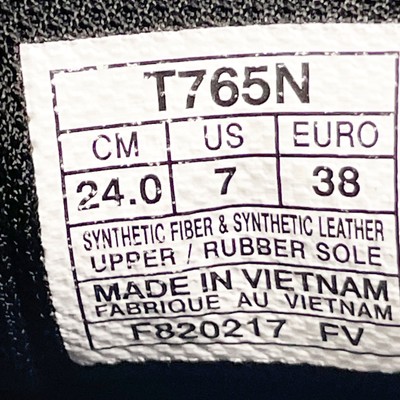 T765N
CM US EURO
24.0 7 38
SYNTHETIC FIBER & SYNTHETIC LEATHER
UPPER / RUBBER SOLE
MADE IN VIETNAM
FABRIQUE AU VIETNAM
F820217 FV